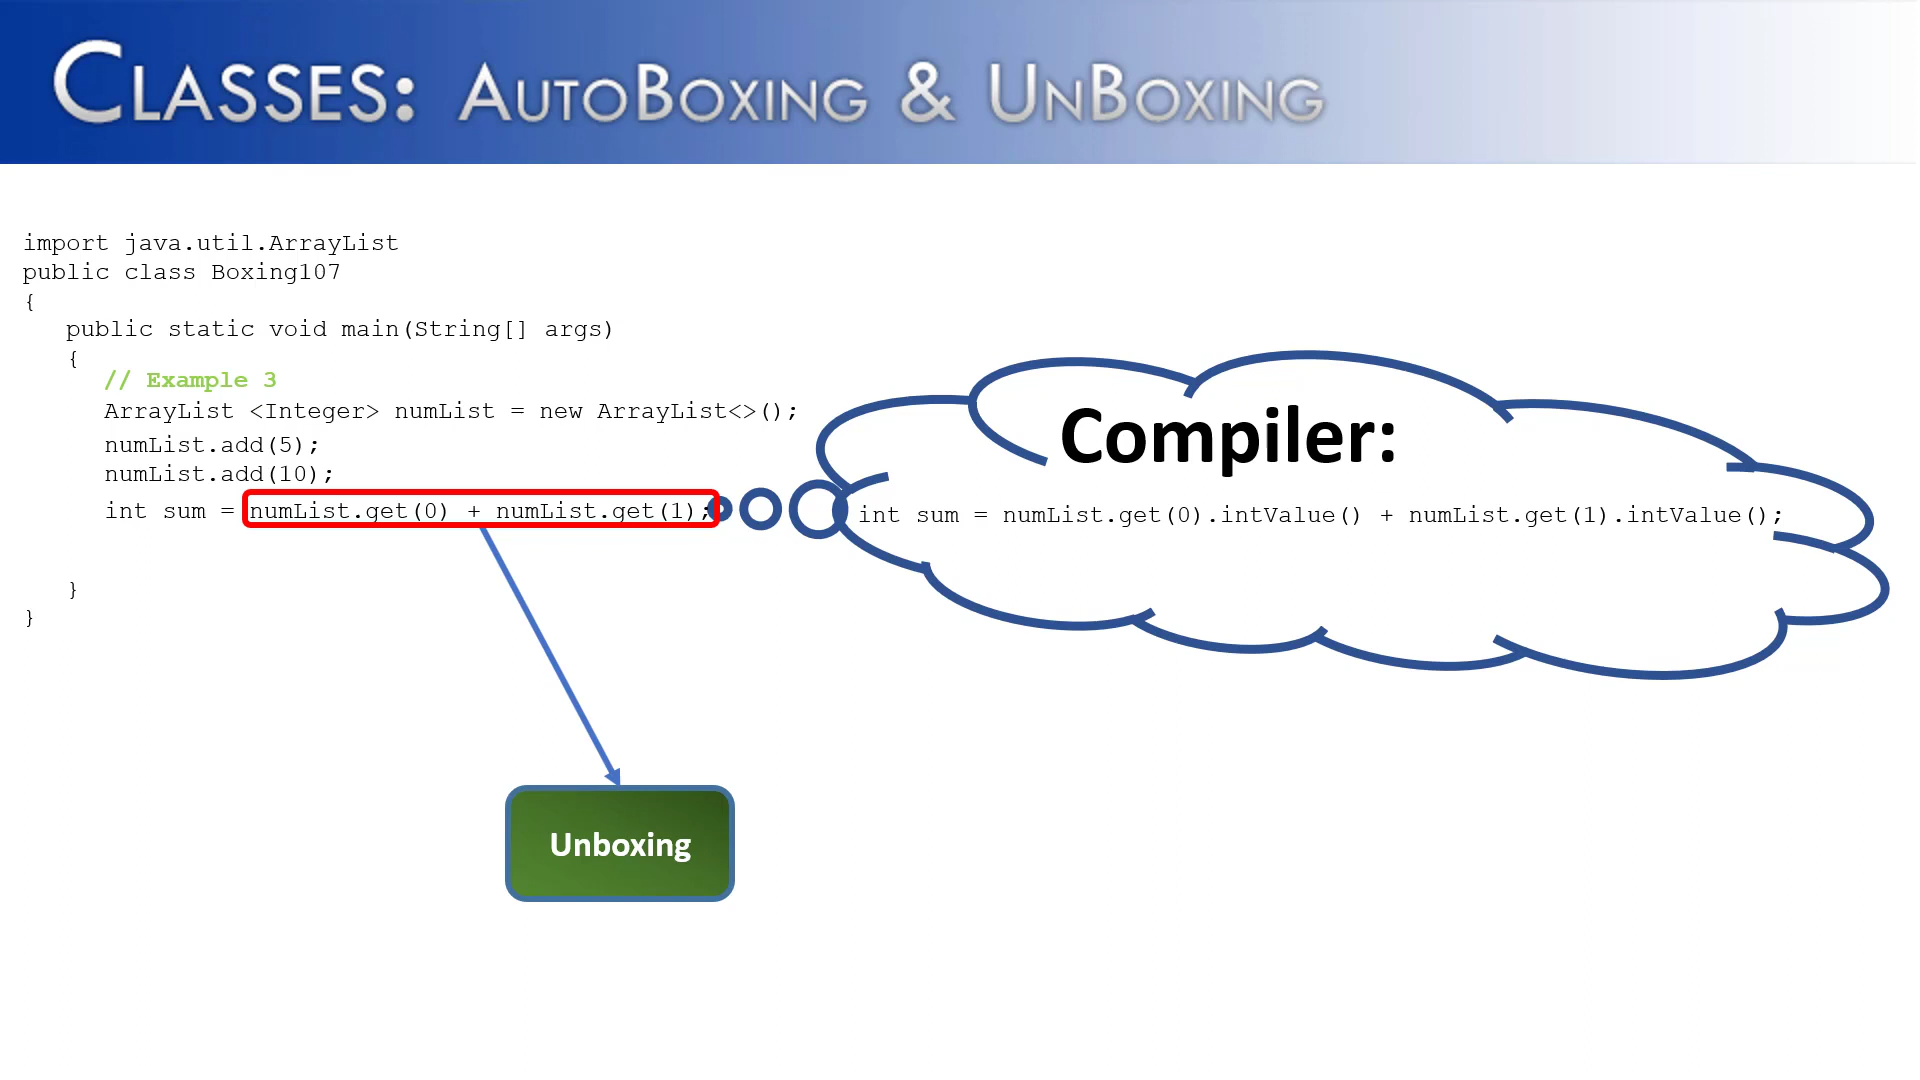 CLASSES: AUTOBOXING & UNBOXING
import java.util.ArrayList
public class Boxing107
{
public static void main(String[] args)
{
// Example 3
ArrayList <Integer> numList = new ArrayList<>();
numList.add(5);
numList.add(10);
int sum = numList.get(0) + numList.get(1);
}
}
Compiler:
int sum = numList.get(0).intValue() + numList.get(1).intValue();
Unboxing